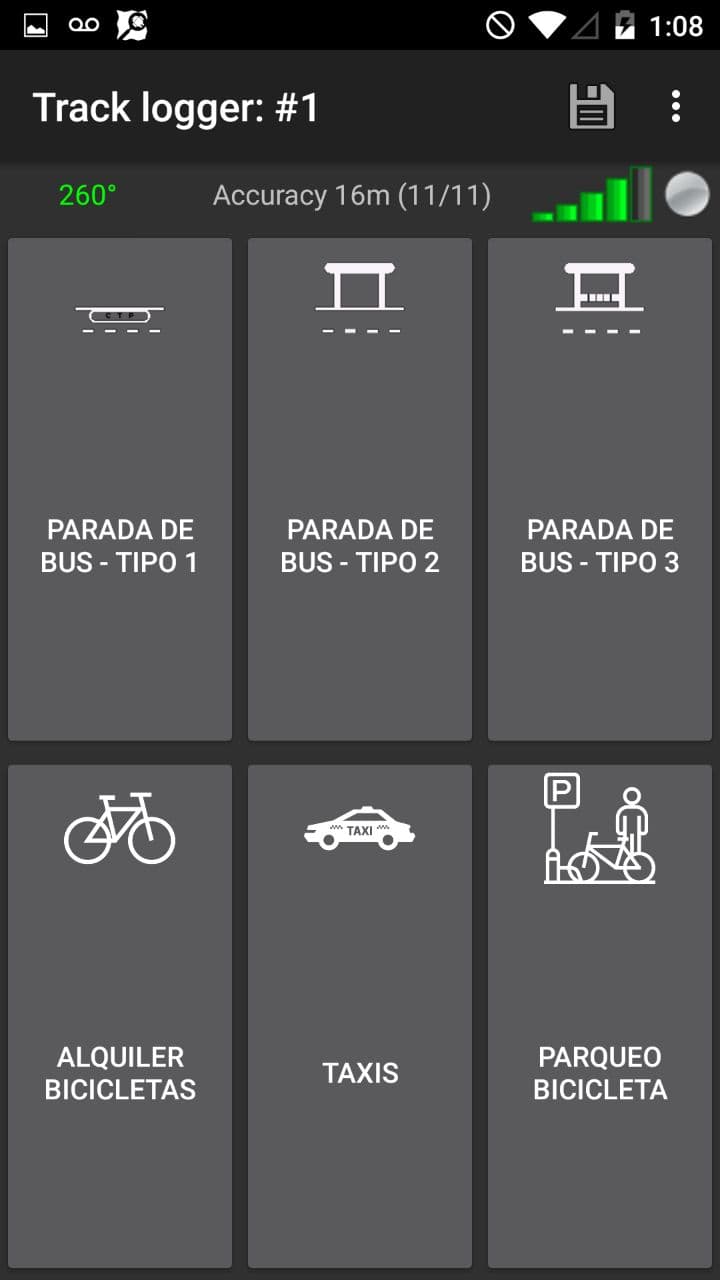 1:08
Track logger: #1
260°
Accuracy 16m (11/11)
C T P
PARADA DE
BUS - TIPO 1
PARADA DE
BUS - TIPO 2
PARADA DE
BUS - TIPO 3
TAXI
P
ALQUILER
BICICLETAS
TAXIS
PARQUEO
BICICLETA